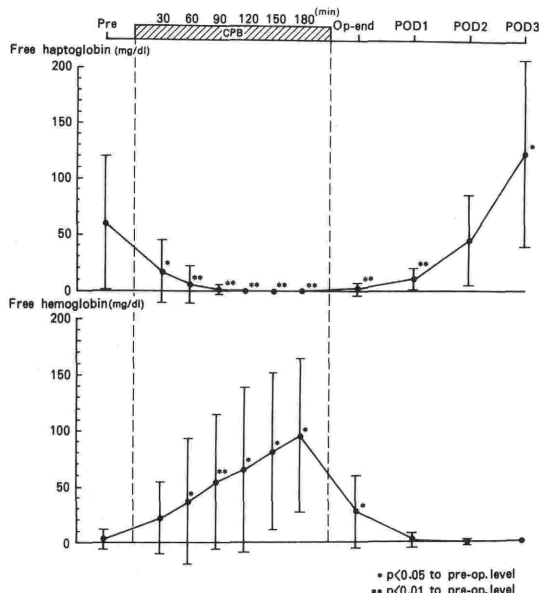 (min)
Pre 30 60 90 120 150 180 Op-end POD1 POD2 POD3
CPB
Free haptoglobin (mg/dl)
200
*
150
100
50
* ** ** ** ** ** ** **
0
Free hemoglobin (mg/dl)
200
150
100
* ** * * * *
50
0
* p<0.05 to pre-op. level
** p<0.01 to pre-op. level